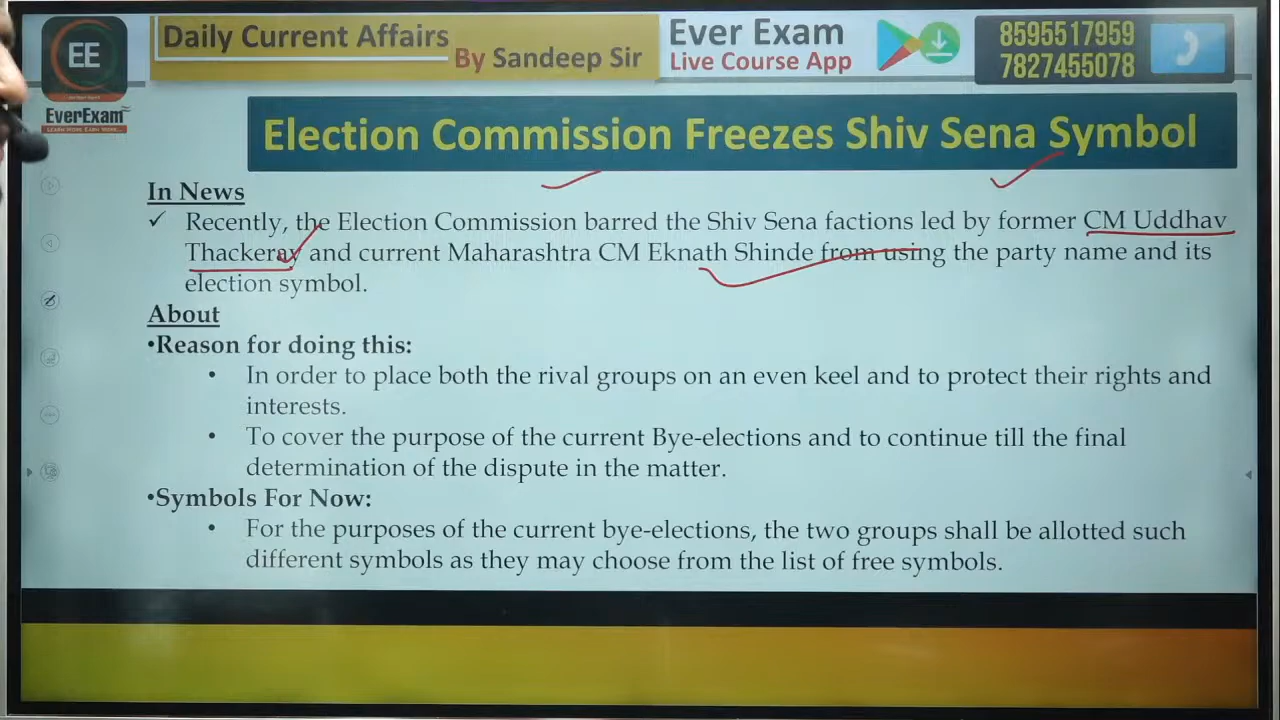 EE
EverExam
LEARN MORE EARN MORE...
Daily Current Affairs
By Sandeep Sir
Ever Exam
Live Course App
8595517959
7827455078
Election Commission Freezes Shiv Sena Symbol
In News
✓ Recently, the Election Commission barred the Shiv Sena factions led by former CM Uddhav
Thackeray and current Maharashtra CM Eknath Shinde from using the party name and its
election symbol.
About
•Reason for doing this:
• In order to place both the rival groups on an even keel and to protect their rights and
interests.
• To cover the purpose of the current Bye-elections and to continue till the final
determination of the dispute in the matter.
•Symbols For Now:
• For the purposes of the current bye-elections, the two groups shall be allotted such
different symbols as they may choose from the list of free symbols.